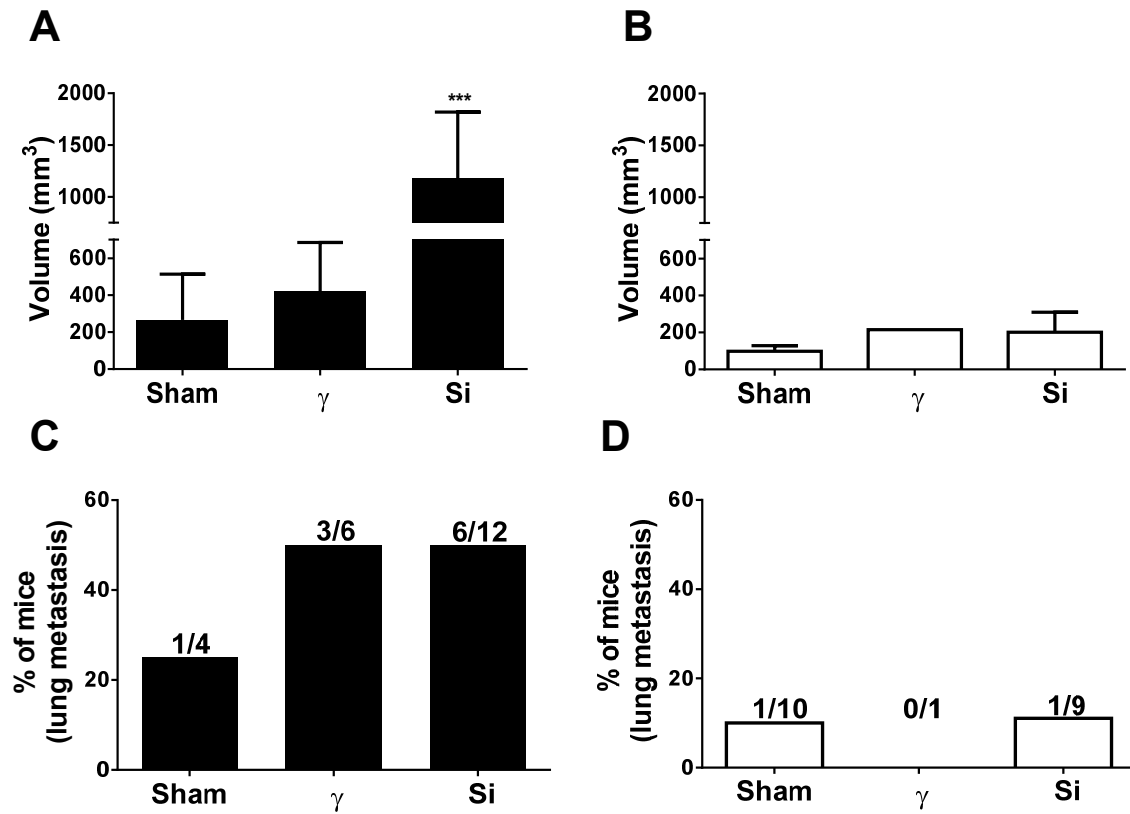 A
Volume (mm³)
2000
1500
1000
600
400
200
0
***
Sham
γ
Si
B
Volume (mm³)
2000
1500
1000
600
400
200
0
Sham
γ
Si
C
% of mice
(lung metastasis)
60
40
20
0
1/4
3/6
6/12
Sham
γ
Si
D
% of mice
(lung metastasis)
60
40
20
0
1/10
0/1
1/9
Sham
γ
Si